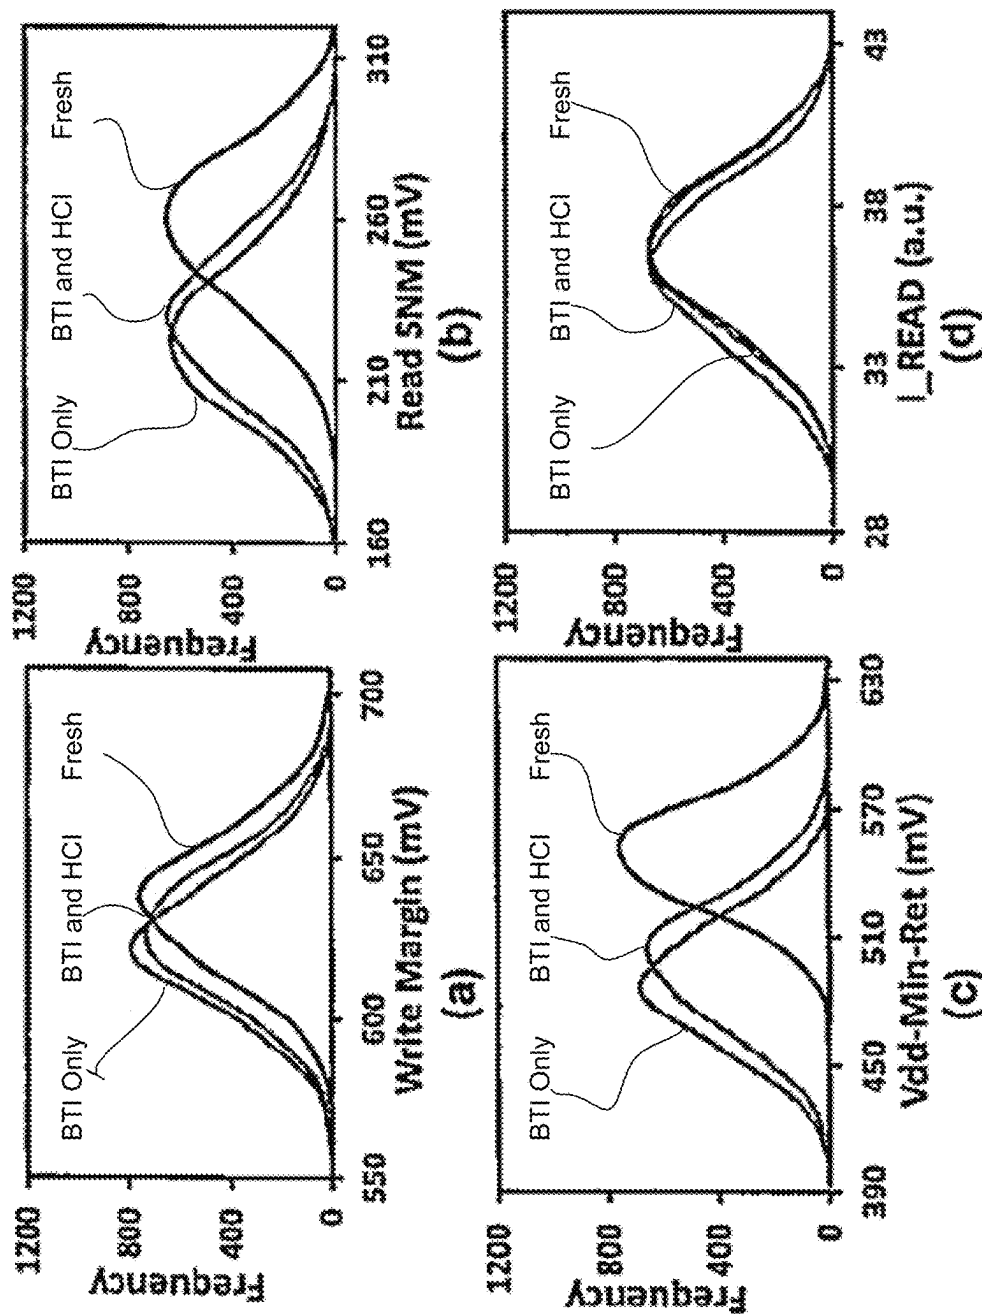 1200
800
400
0
Frequency
BTI Only
BTI and HCI
Fresh
550
600
650
700
Write Margin (mV)
(a)
1200
800
400
0
Frequency
BTI Only
BTI and HCI
Fresh
160
210
260
310
Read SNM (mV)
(b)
1200
800
400
0
Frequency
BTI Only
BTI and HCI
Fresh
390
450
510
570
630
Vdd-Min-Ret (mV)
(c)
1200
800
400
0
Frequency
BTI Only
BTI and HCI
Fresh
28
33
38
43
I_READ (a.u.)
(d)